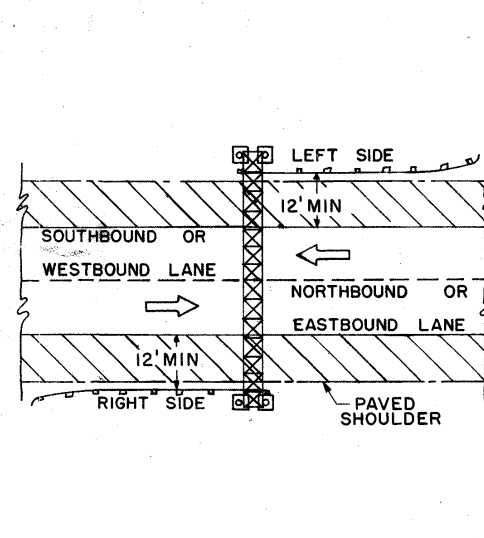 LEFT SIDE
12' MIN
SOUTHBOUND OR
WESTBOUND LANE
NORTHBOUND OR
EASTBOUND LANE
12' MIN
RIGHT SIDE
PAVED
SHOULDER